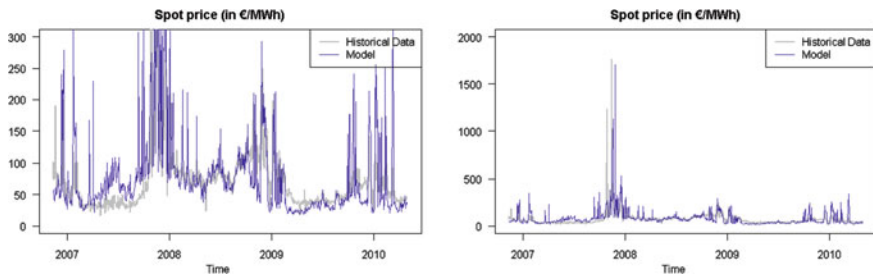 Spot price (in €/MWh)
300
250
200
150
100
50
0
Historical Data
Model
2007
2008
2009
2010
Time
Spot price (in €/MWh)
2000
1500
1000
500
0
Historical Data
Model
2007
2008
2009
2010
Time